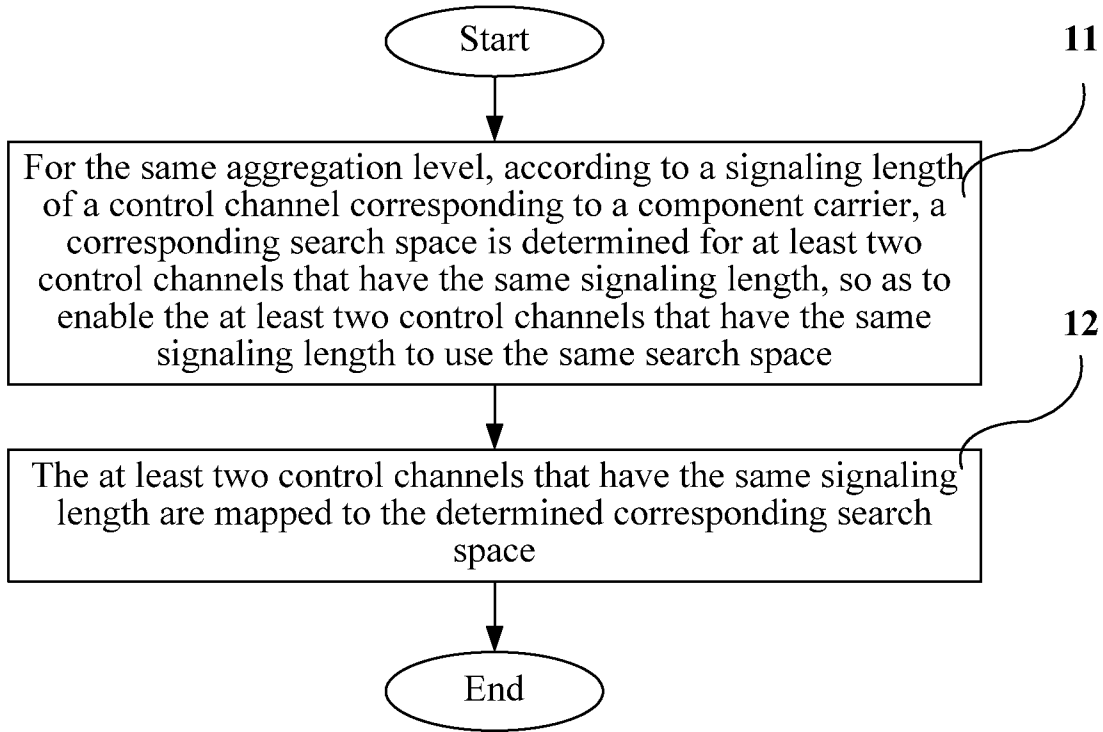 Start
11
For the same aggregation level, according to a signaling length
of a control channel corresponding to a component carrier, a
corresponding search space is determined for at least two
control channels that have the same signaling length, so as to
enable the at least two control channels that have the same
signaling length to use the same search space
12
The at least two control channels that have the same signaling
length are mapped to the determined corresponding search
space
End